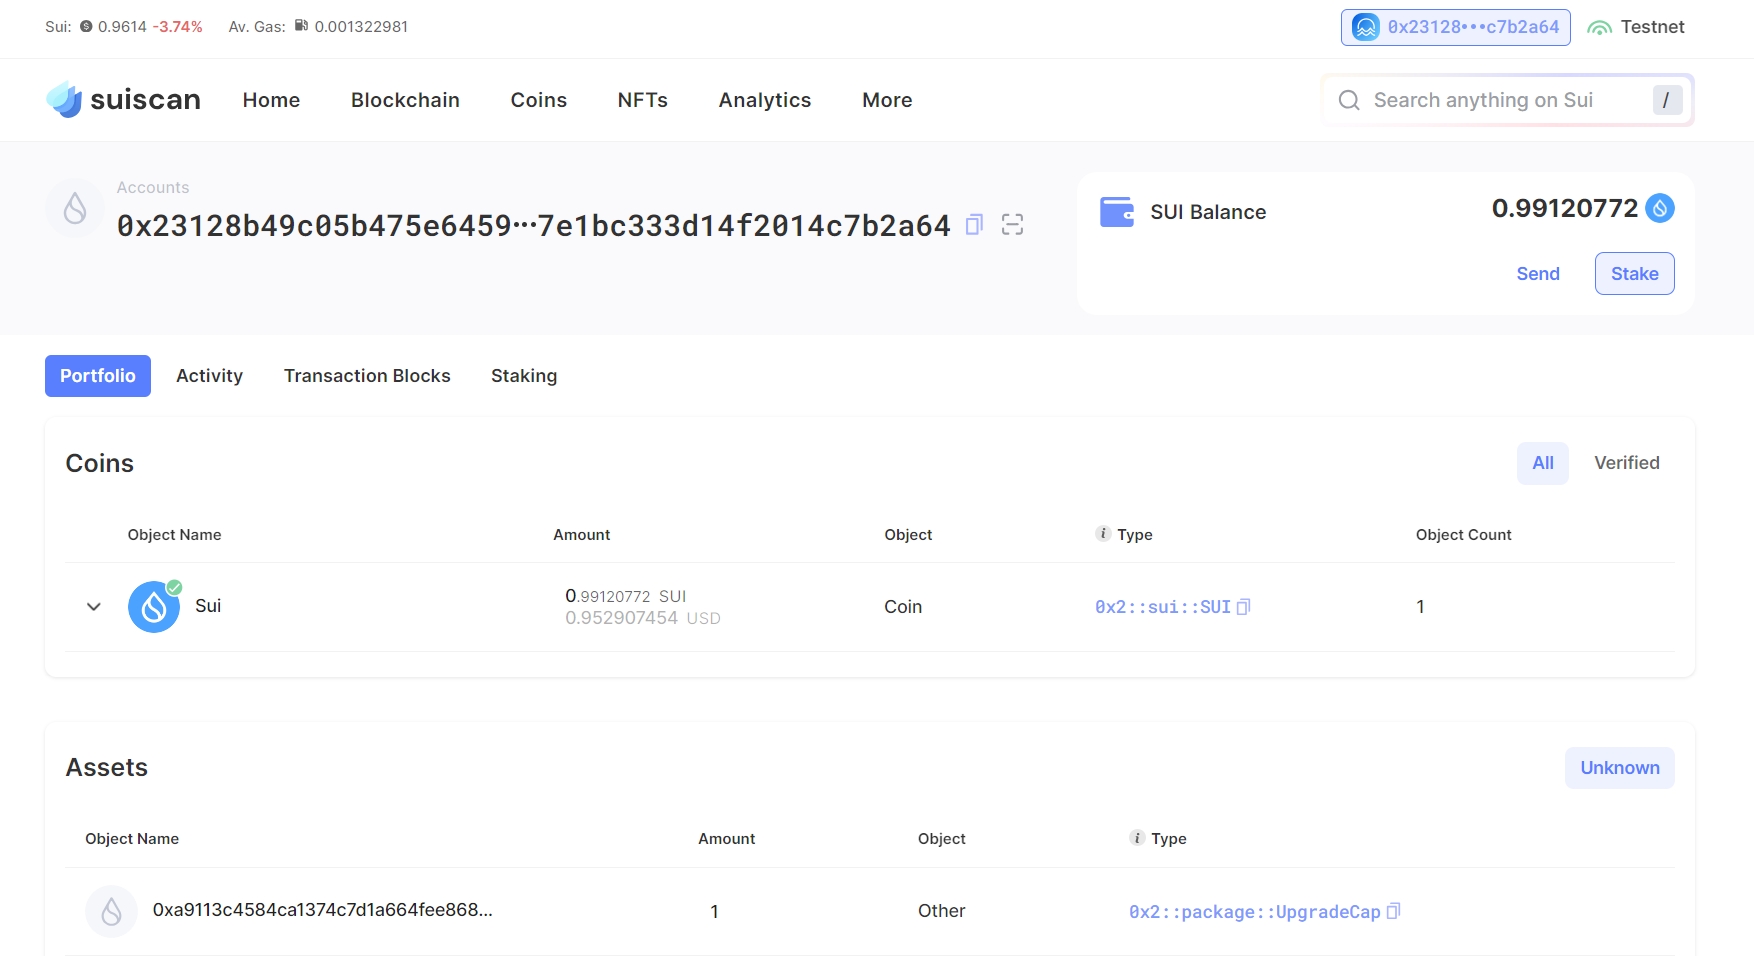 Sui: 0.9614 -3.74% Av. Gas: 0.001322981
0x23128•••c7b2a64 Testnet
suiscan Home Blockchain Coins NFTs Analytics More
Search anything on Sui /
Accounts
0x23128b49c05b475e6459···7e1bc333d14f2014c7b2a64
SUI Balance 0.99120772
Send Stake
Portfolio Activity Transaction Blocks Staking
Coins All Verified
Object Name Amount Object i Type Object Count
Sui 0.99120772 SUI Coin 0x2::sui::SUI 1
0.952907454 USD
Assets Unknown
Object Name Amount Object i Type
0xa9113c4584ca1374c7d1a664fee868... 1 Other 0x2::package::UpgradeCap